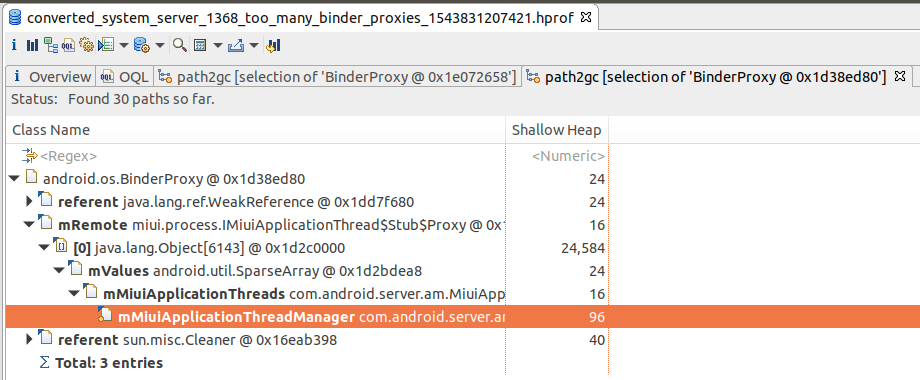 converted_system_server_1368_too_many_binder_proxies_1543831207421.hprof
OQL
Overview OQL path2gc [selection of 'BinderProxy @ 0x1e072658'] path2gc [selection of 'BinderProxy @ 0x1d38ed80']
Status: Found 30 paths so far.
Class Name Shallow Heap
<Regex> <Numeric>
android.os.BinderProxy @ 0x1d38ed80 24
referent java.lang.ref.WeakReference @ 0x1dd7f680 24
mRemote miui.process.IMiuiApplicationThread$Stub$Proxy @ 0x1 16
[0] java.lang.Object[6143] @ 0x1d2c0000 24,584
mValues android.util.SparseArray @ 0x1d2bdea8 24
mMiuiApplicationThreads com.android.server.am.MiuiApp 16
mMiuiApplicationThreadManager com.android.server.a 96
referent sun.misc.Cleaner @ 0x16eab398 40
Σ Total: 3 entries